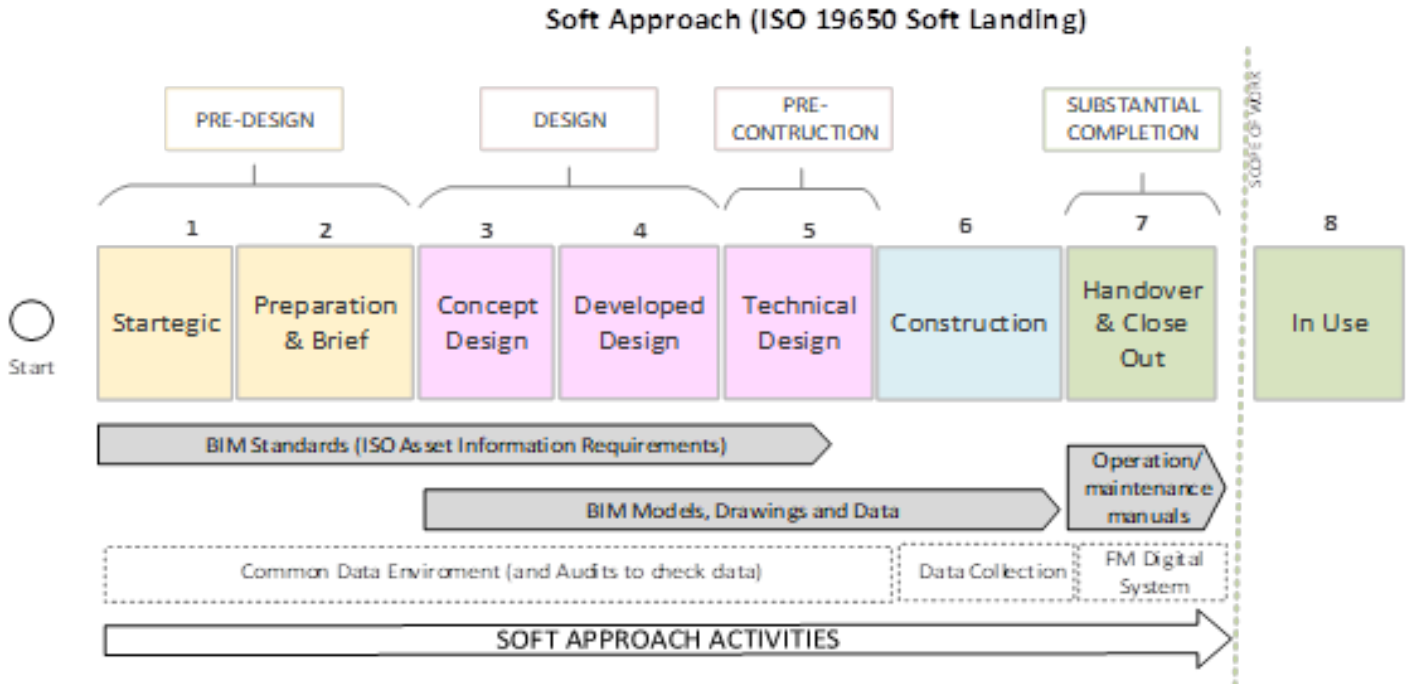 Soft Approach (ISO 19650 Soft Landing)
PRE-DESIGN
DESIGN
PRE-
CONTRUCTION
SUBSTANTIAL
COMPLETION
SCOPE OF WORK
1
2
3
4
5
6
7
8
Start
Startegic
Preparation
& Brief
Concept
Design
Developed
Design
Technical
Design
Construction
Handover
& Close
Out
In Use
BIM Standards (ISO Asset Information Requirements)
BIM Models, Drawings and Data
Operation/
maintenance
manuals
Common Data Enviroment (and Audits to check data)
Data Collection
FM Digital
System
SOFT APPROACH ACTIVITIES